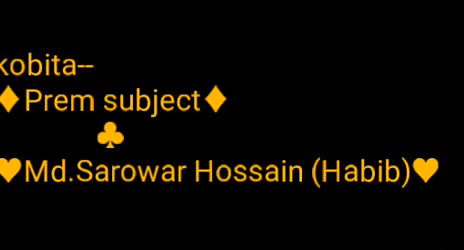 kobita--
♦Prem subject♦
♣
♥Md.Sarowar Hossain (Habib)♥